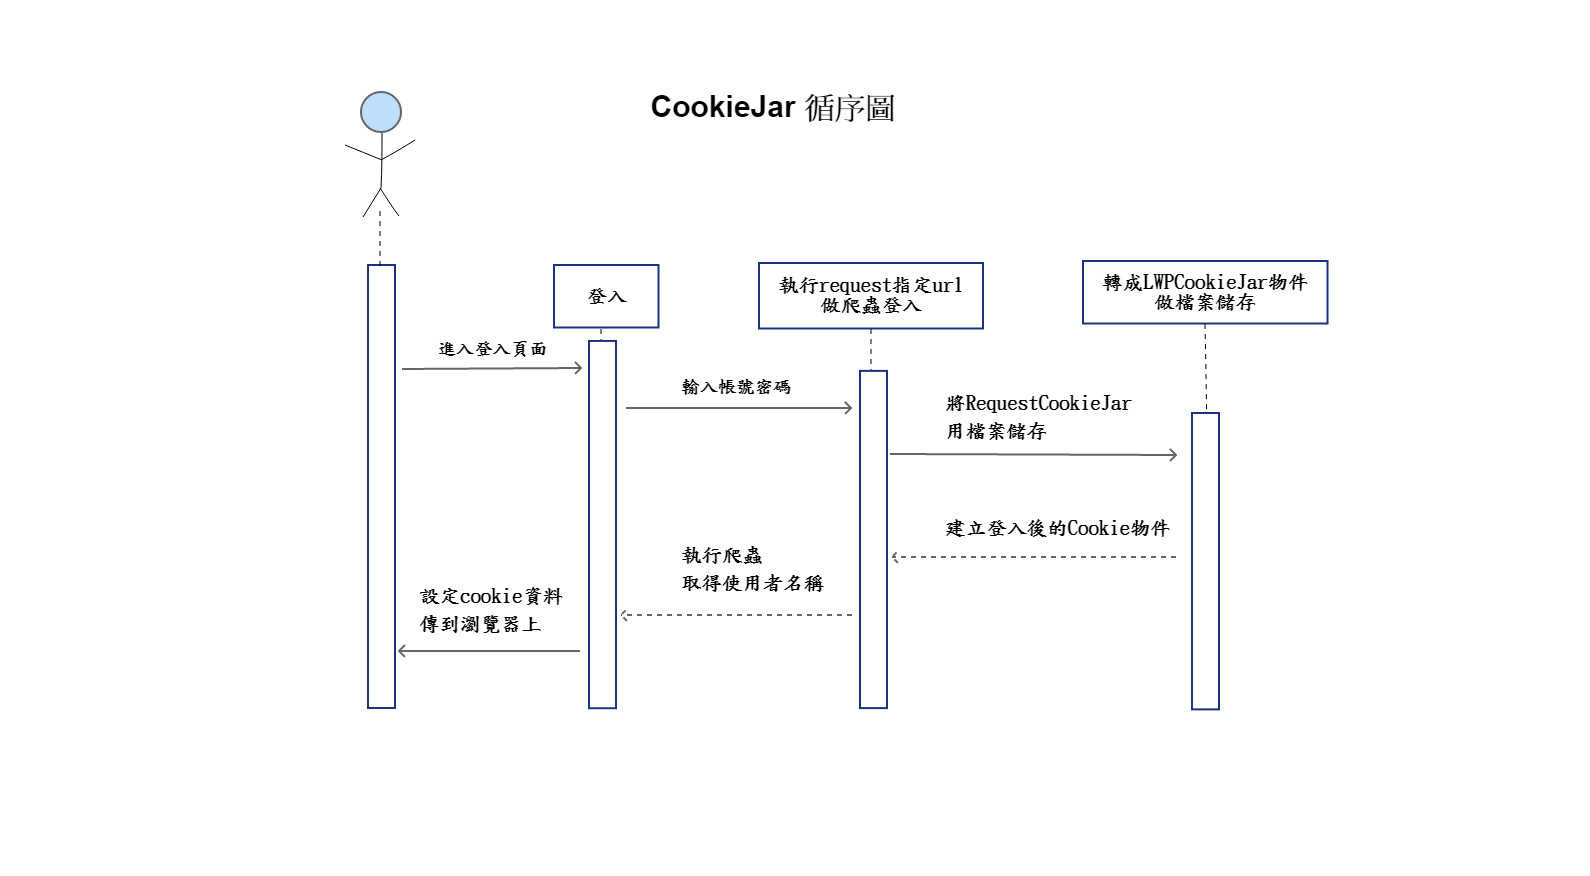 CookieJar 循序圖
登入
執行request指定url
做爬蟲登入
轉成LWPCookieJar物件
做檔案儲存
進入登入頁面
輸入帳號密碼
將RequestCookieJar
用檔案儲存
建立登入後的Cookie物件
執行爬蟲
取得使用者名稱
設定cookie資料
傳到瀏覽器上